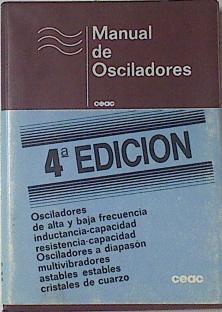 Manual
de
Osciladores
ceac
4ª EDICION
Osciladores
de alta y baja frecuencia
inductancia-capacidad
resistencia-capacidad
Osciladores a diapasón
multivibradores
astables estables
cristales de cuarzo
ceac